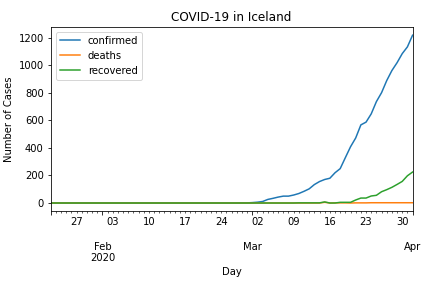 COVID-19 in Iceland
confirmed
deaths
recovered
Number of Cases
1200
1000
800
600
400
200
0
27 03 10 17 24 02 09 16 23 30
Feb Mar Apr
2020
Day